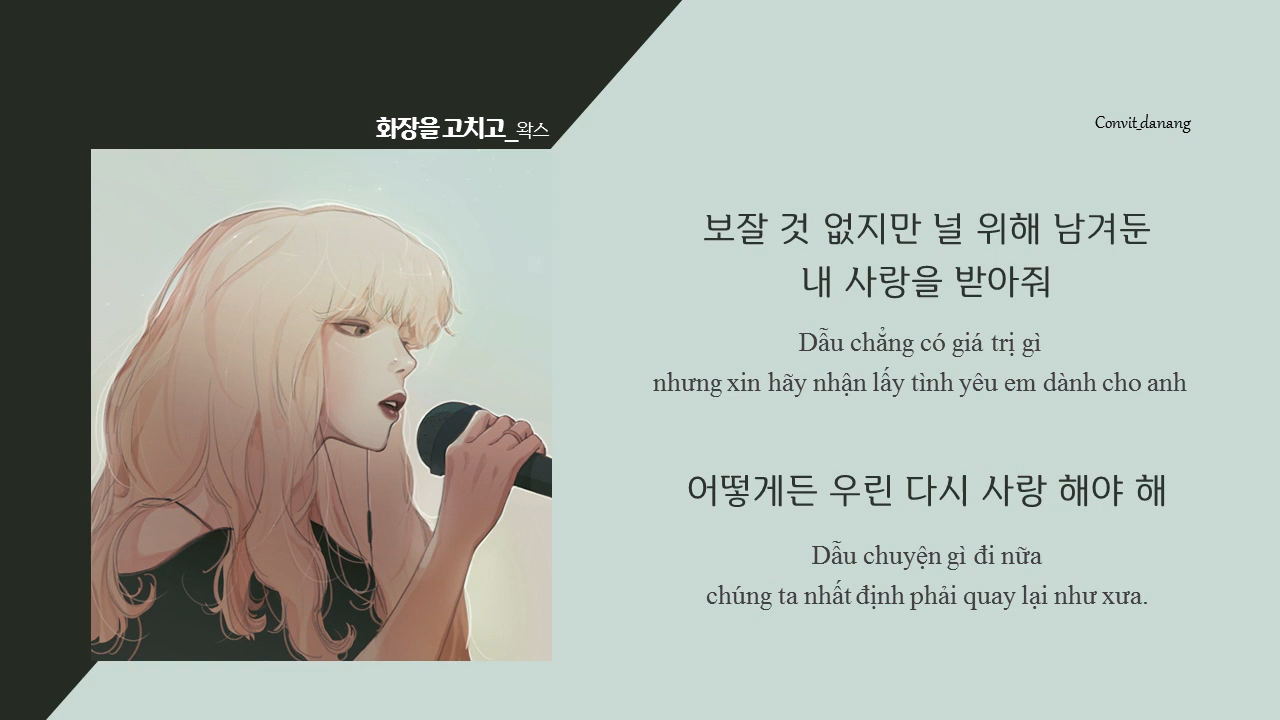 화장을 고치고_왁스
Convit_danang
보잘 것 없지만 널 위해 남겨둔
내 사랑을 받아줘
Dẫu chẳng có giá trị gì
nhưng xin hãy nhận lấy tình yêu em dành cho anh
어떻게든 우린 다시 사랑 해야 해
Dẫu chuyện gì đi nữa
chúng ta nhất định phải quay lại như xưa.